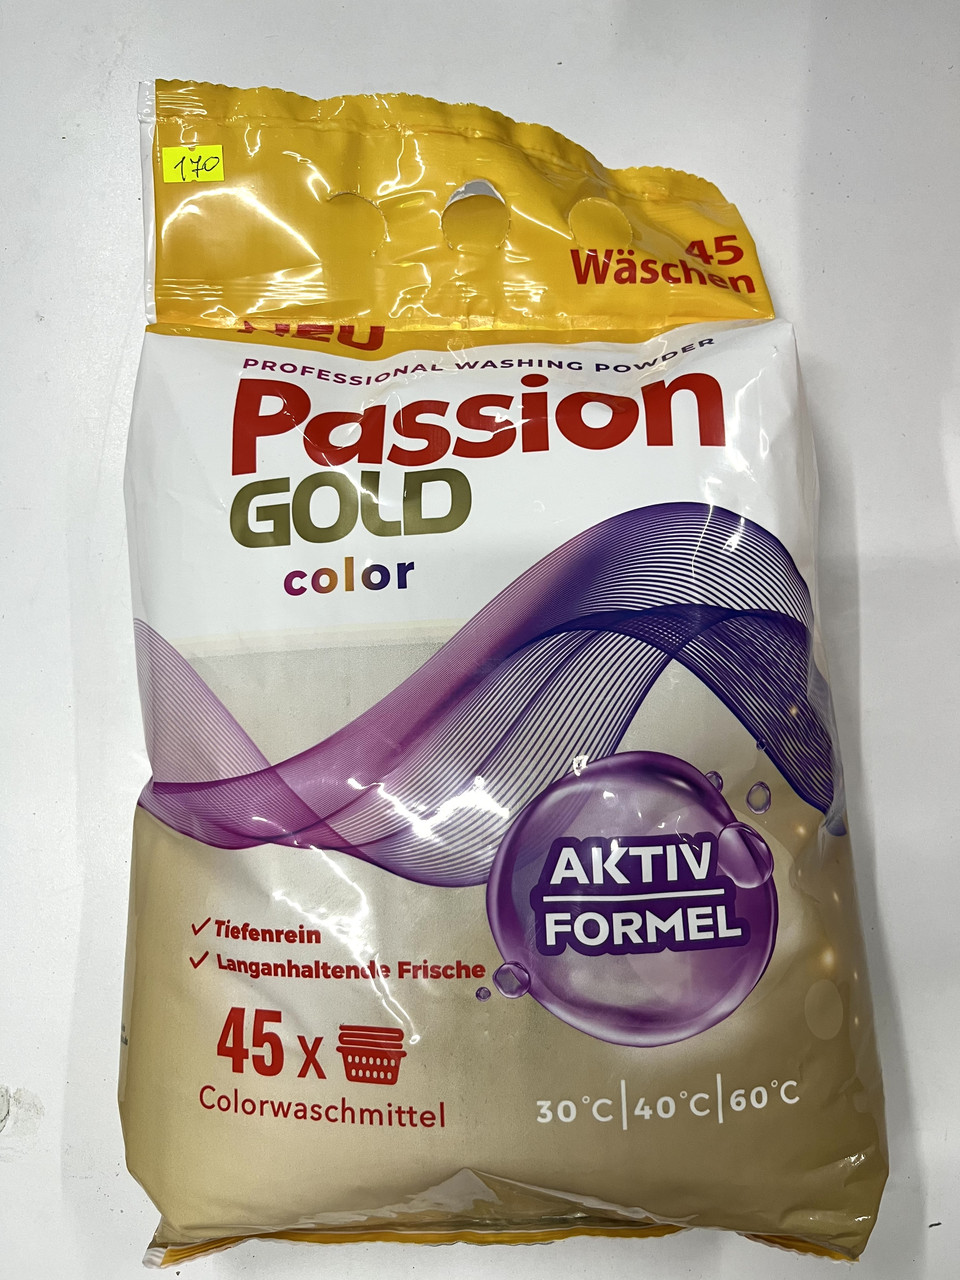 170
45
Wäschen
NEU
PROFESSIONAL WASHING POWDER
Passion
GOLD
color
AKTIV
FORMEL
Tiefenrein
Langanhaltende Frische
45 x
Colorwaschmittel
30°C|40°C|60°C